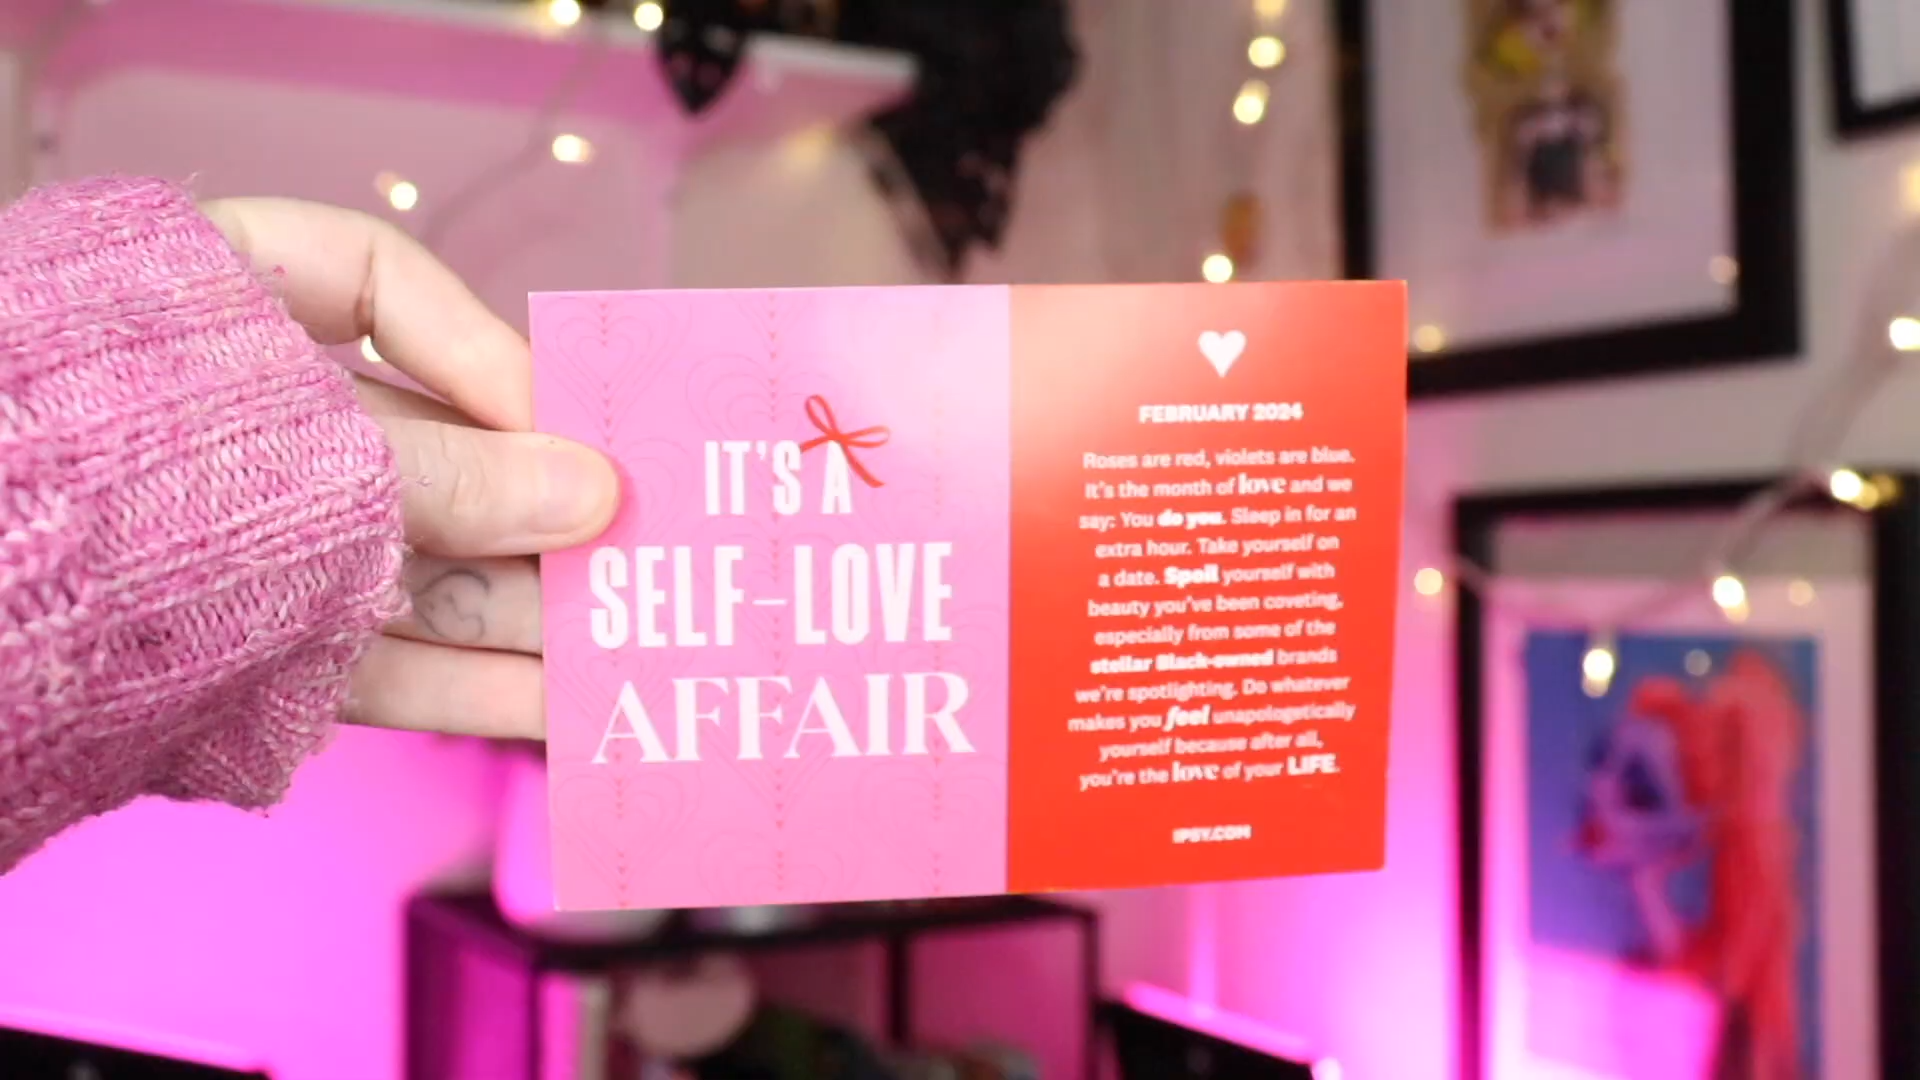 IT'S A
SELF-LOVE
AFFAIR
FEBRUARY 2024
Roses are red, violets are blue.
It's the month of love and we
say: You do you. Sleep in for an
extra hour. Take yourself on
a date. Spoil yourself with
beauty you've been coveting,
especially from some of the
stellar Black-owned brands
we're spotlighting. Do whatever
makes you feel unapologetically
yourself because after all,
you're the love of your LIFE.
IPSY.COM